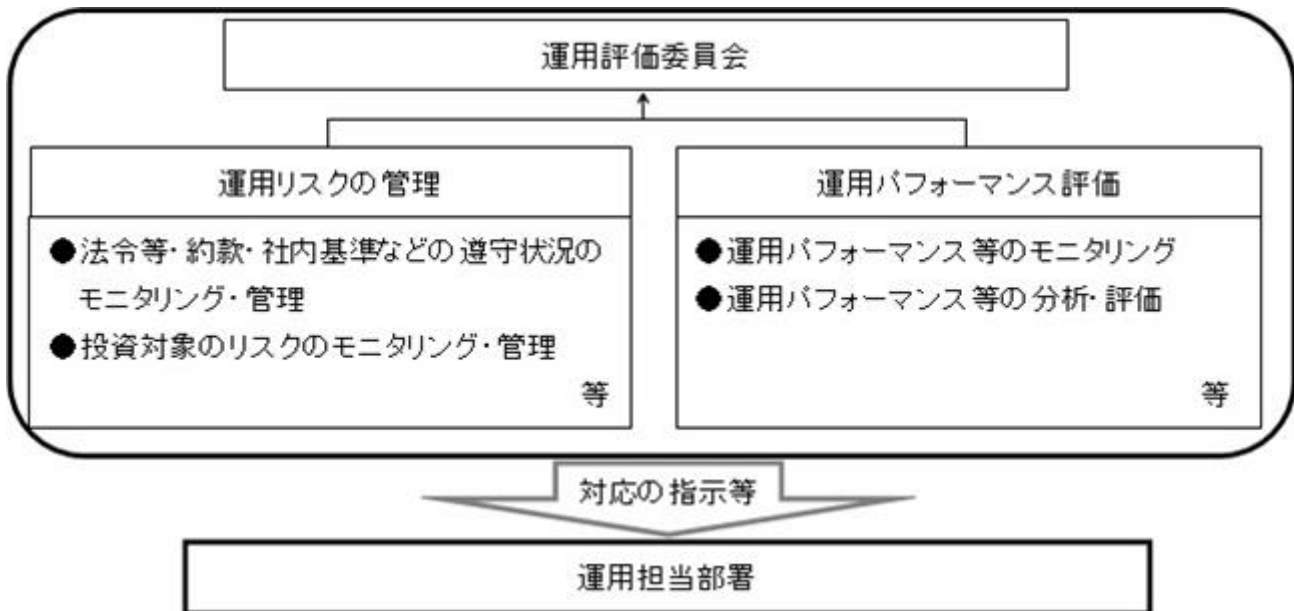 運用評価委員会
運用リスクの管理
●法令等・約款・社内基準などの遵守状況の
モニタリング・管理
●投資対象のリスクのモニタリング・管理
等
運用パフォーマンス評価
●運用パフォーマンス等のモニタリング
●運用パフォーマンス等の分析・評価
等
対応の指示等
運用担当部署